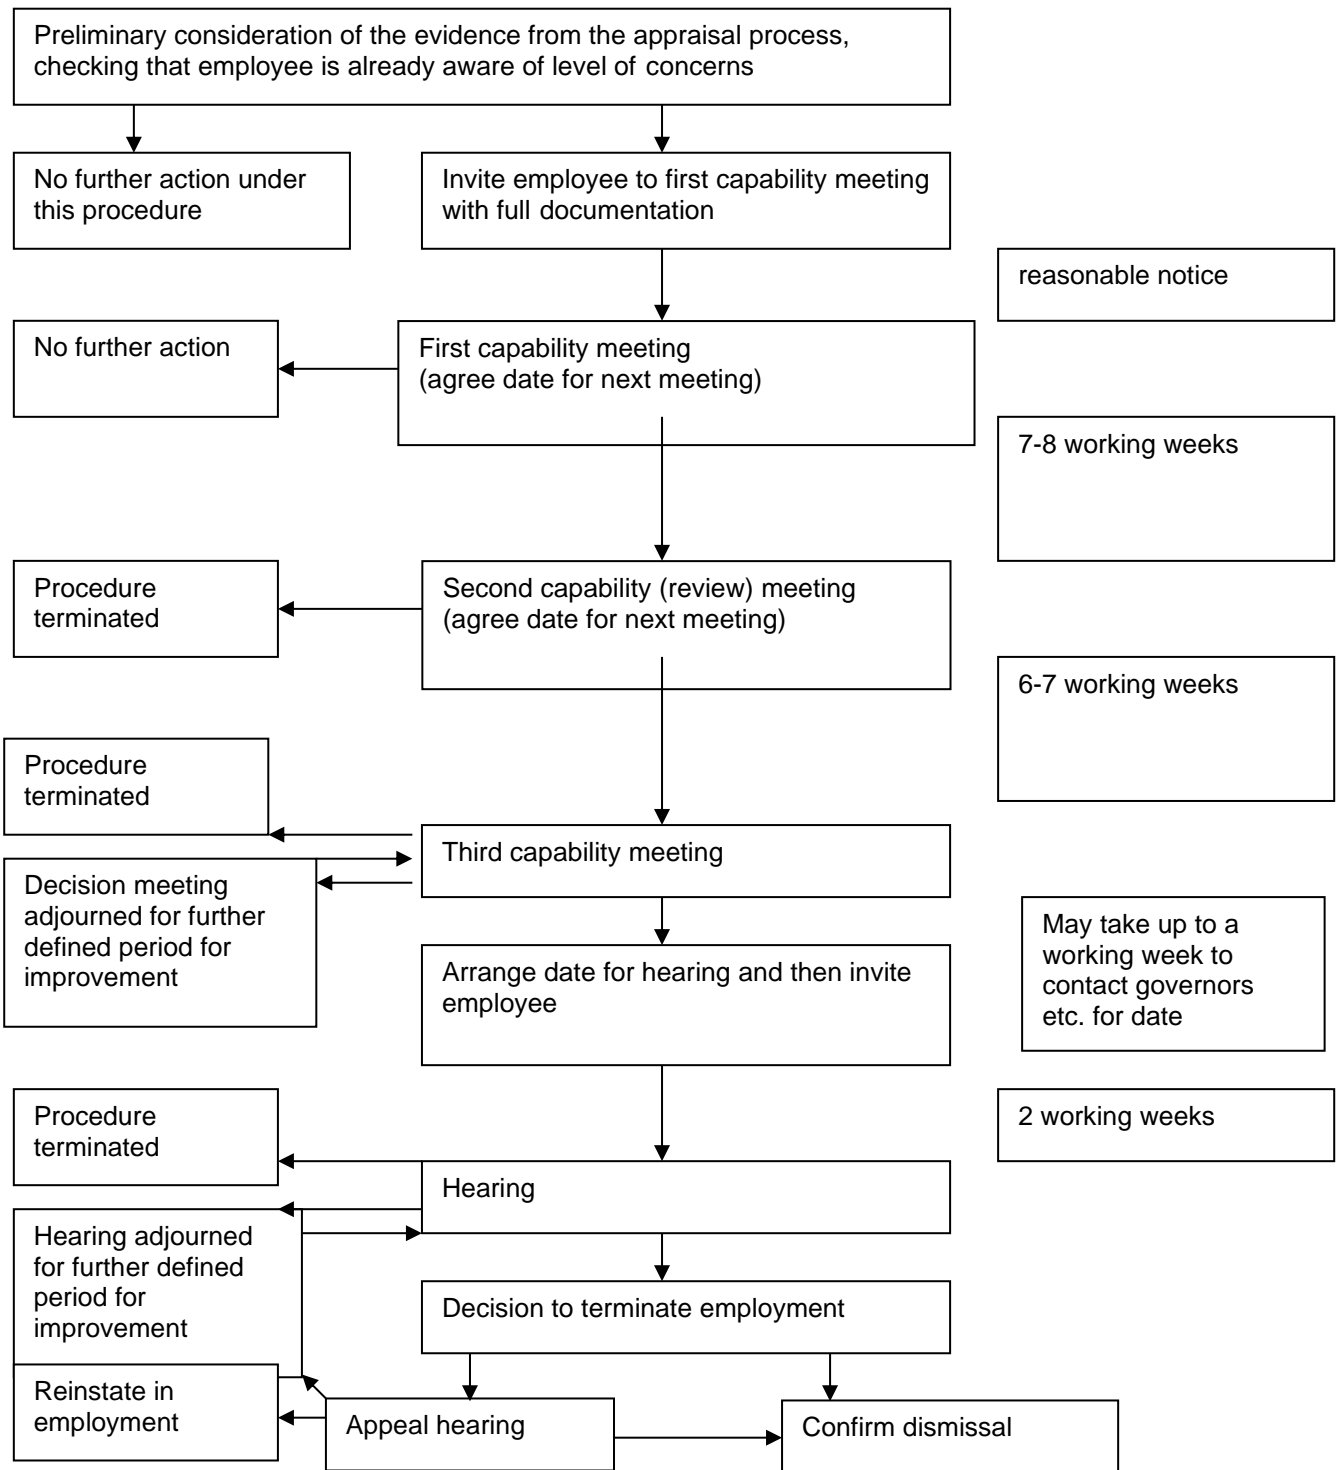 Preliminary consideration of the evidence from the appraisal process,
checking that employee is already aware of level of concerns
No further action under
this procedure
Invite employee to first capability meeting
with full documentation
reasonable notice
No further action
First capability meeting
(agree date for next meeting)
7-8 working weeks
Procedure
terminated
Second capability (review) meeting
(agree date for next meeting)
6-7 working weeks
Procedure
terminated
Third capability meeting
Decision meeting
adjourned for further
defined period for
improvement
Arrange date for hearing and then invite
employee
May take up to a
working week to
contact governors
etc. for date
Procedure
terminated
2 working weeks
Hearing
Hearing adjourned
for further defined
period for
improvement
Decision to terminate employment
Reinstate in
employment
Appeal hearing
Confirm dismissal